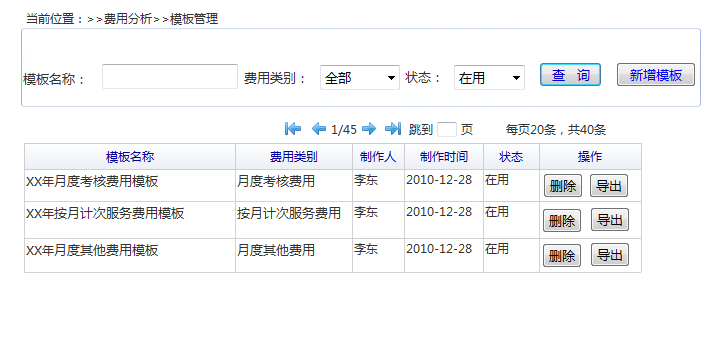 当前位置：>>费用分析>>模板管理
模板名称： 费用类别： 全部 状态： 在用 查 询 新增模板
1/45 跳到 页 每页20条，共40条
模板名称 费用类别 制作人 制作时间 状态 操作
XX年月度考核费用模板 月度考核费用 李东 2010-12-28 在用 删除 导出
XX年按月计次服务费用模板 按月计次服务费用 李东 2010-12-28 在用 删除 导出
XX年月度其他费用模板 月度其他费用 李东 2010-12-28 在用 删除 导出